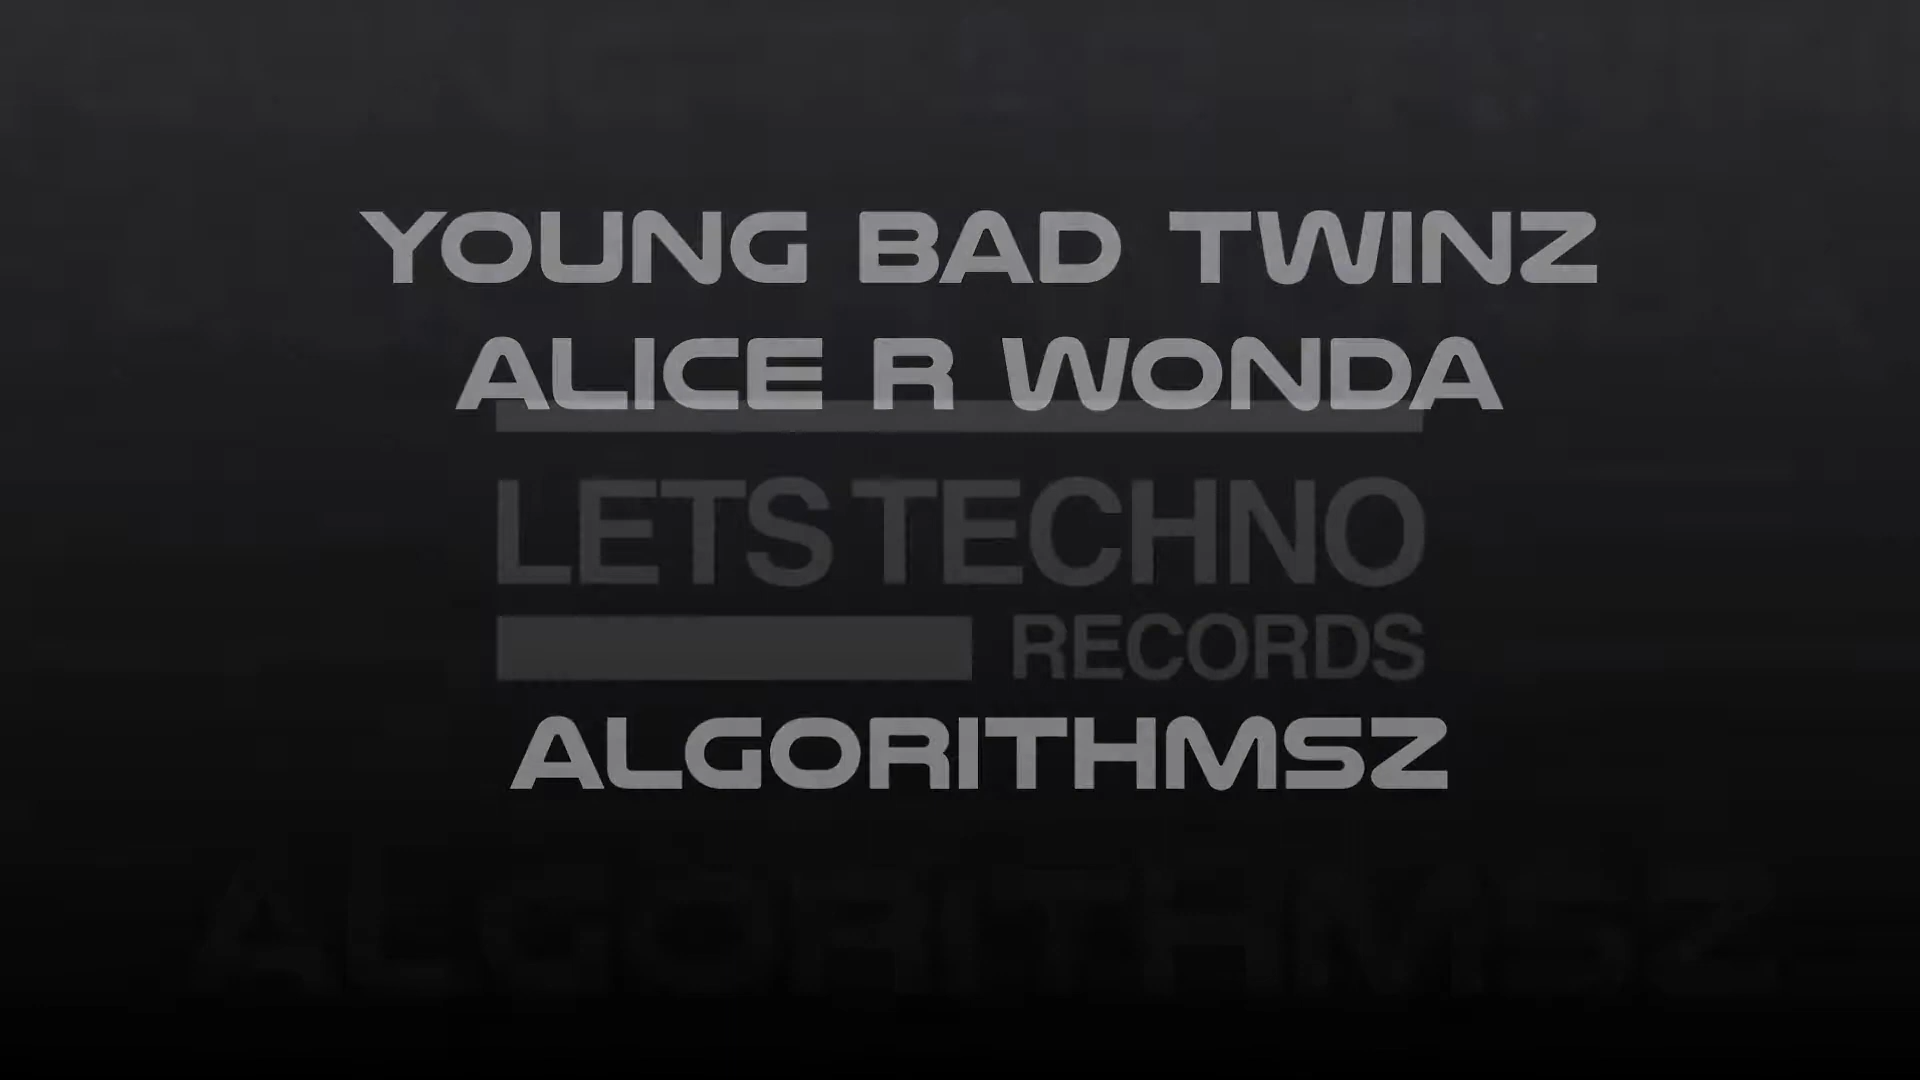 YOUNG BAD TWINZ
ALICE R WONDA
LETS TECHNO
RECORDS
ALGORITHMSZ
ALGORITHMSZ